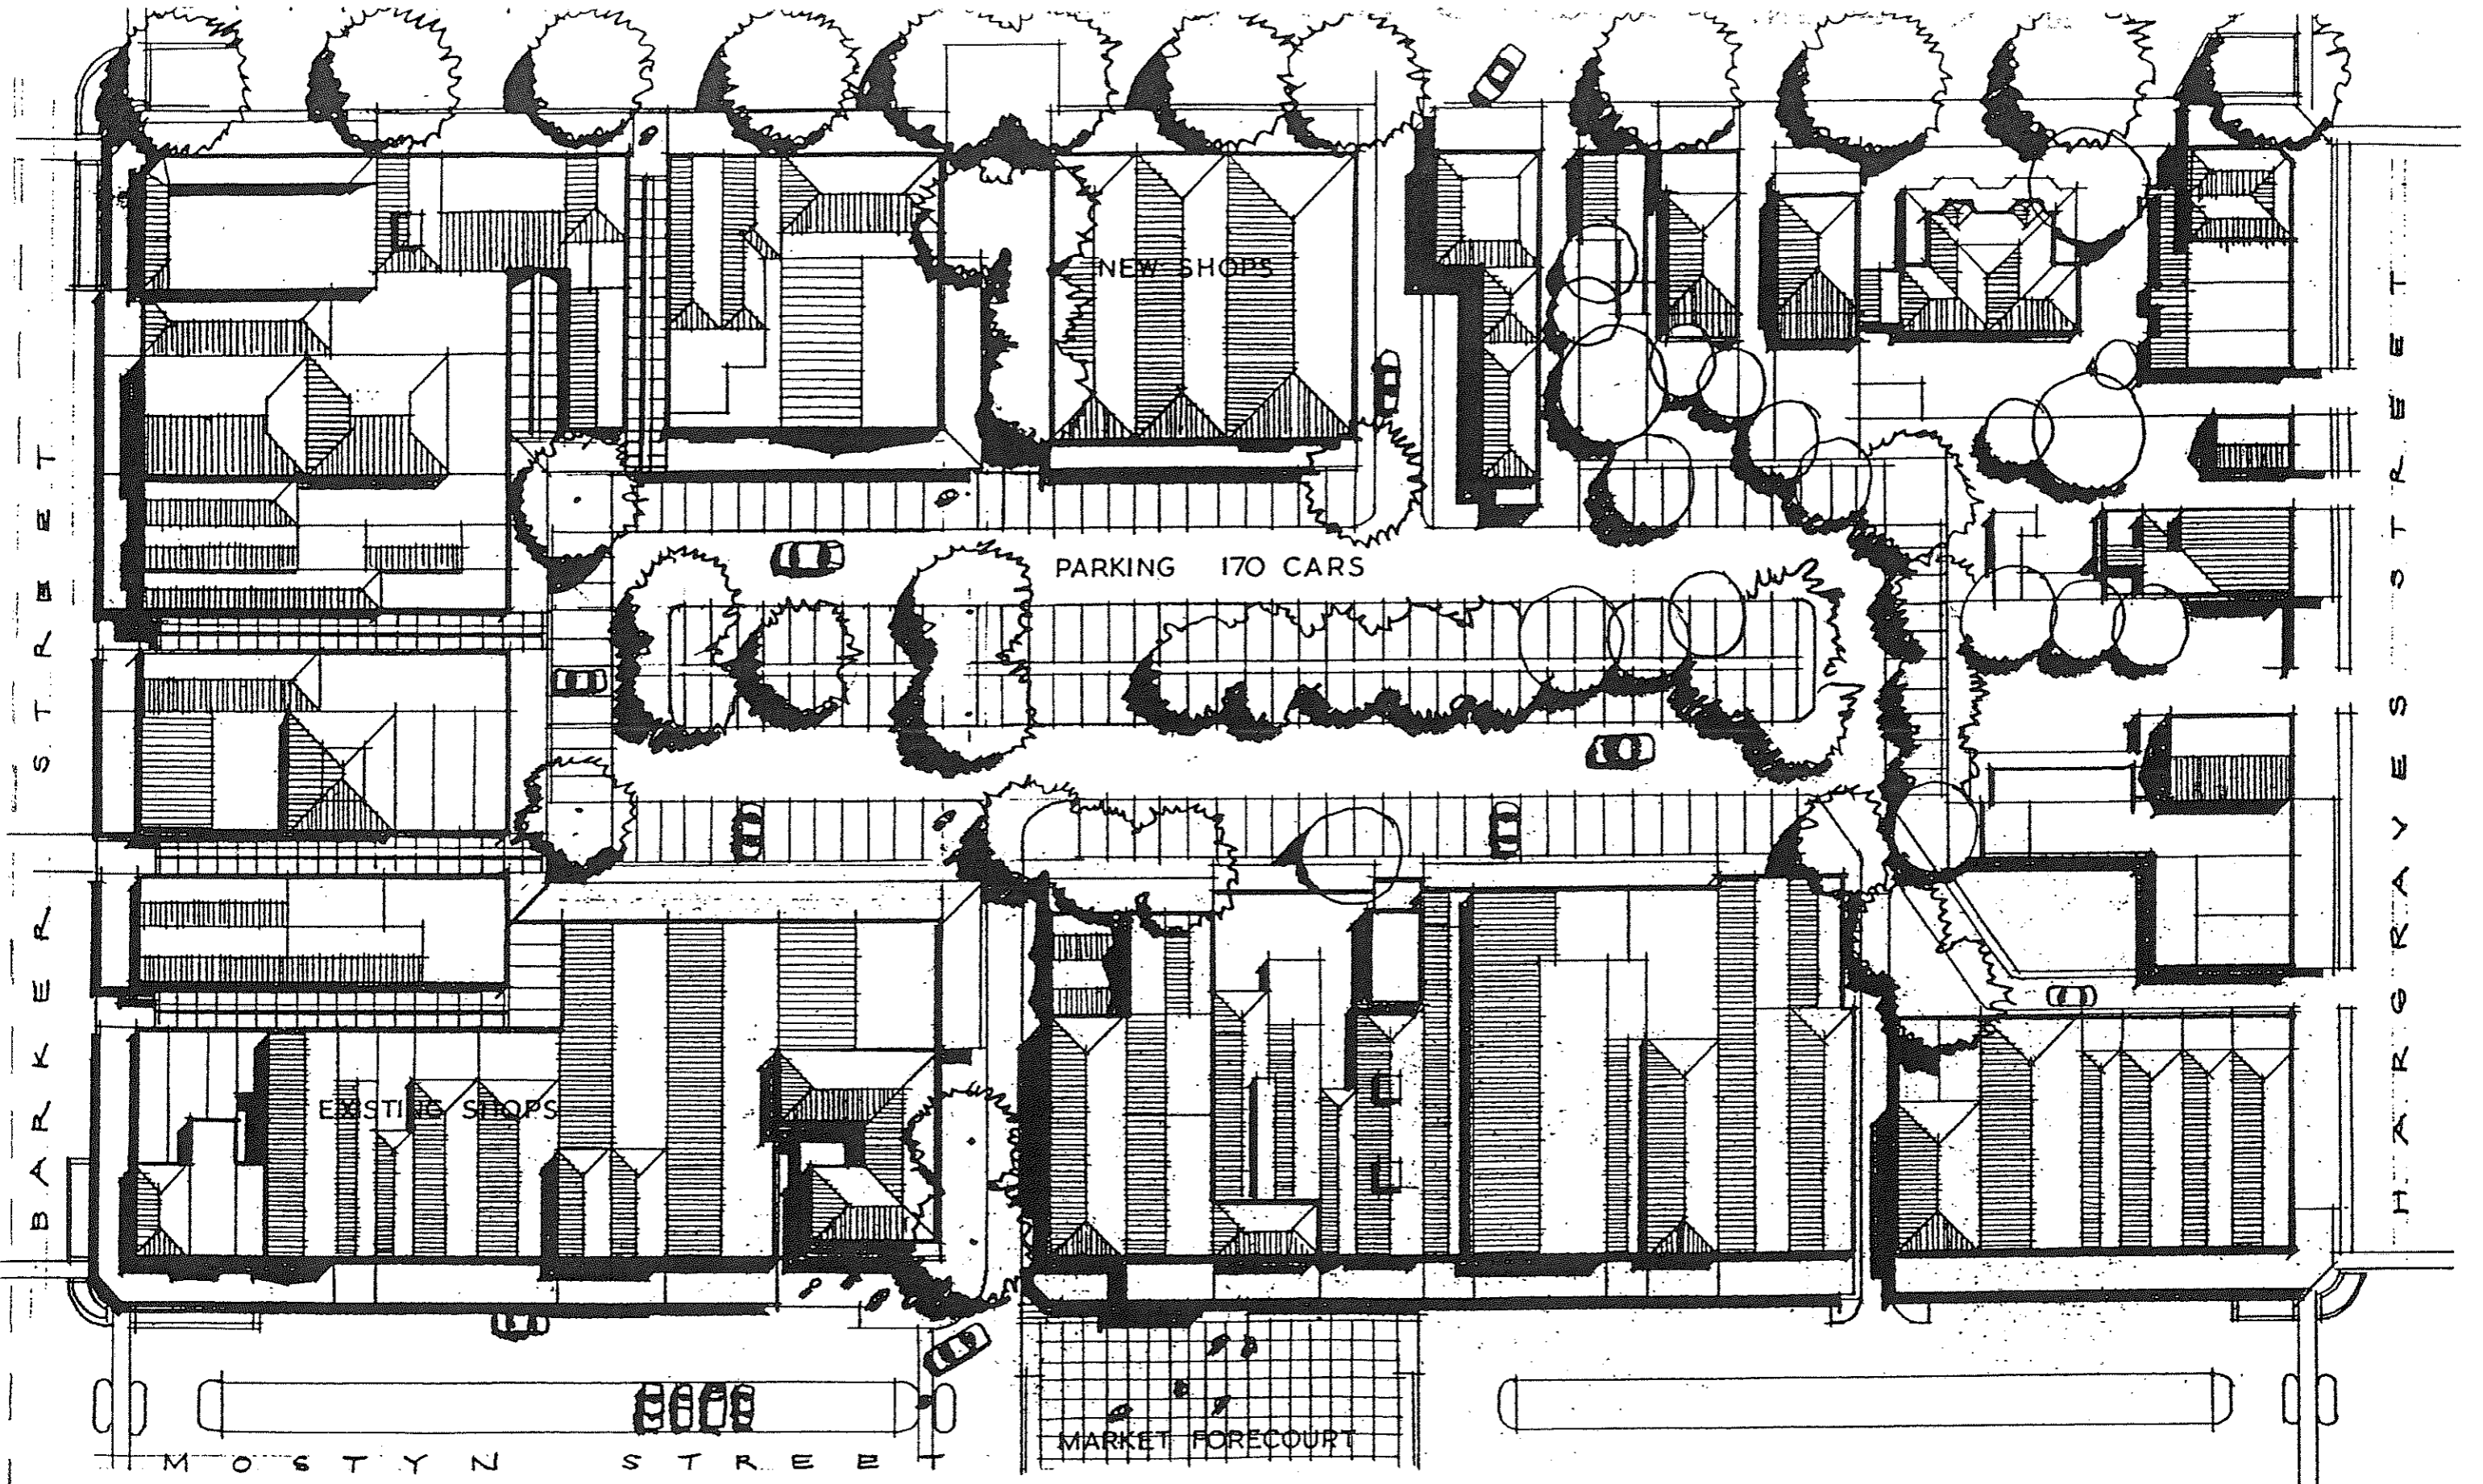 NEW SHOPS
PARKING 170 CARS
BARKER STREET
HARGRAVES STREET
EXISTING SHOPS
MARKET FORECOURT
MOSTYN STREET